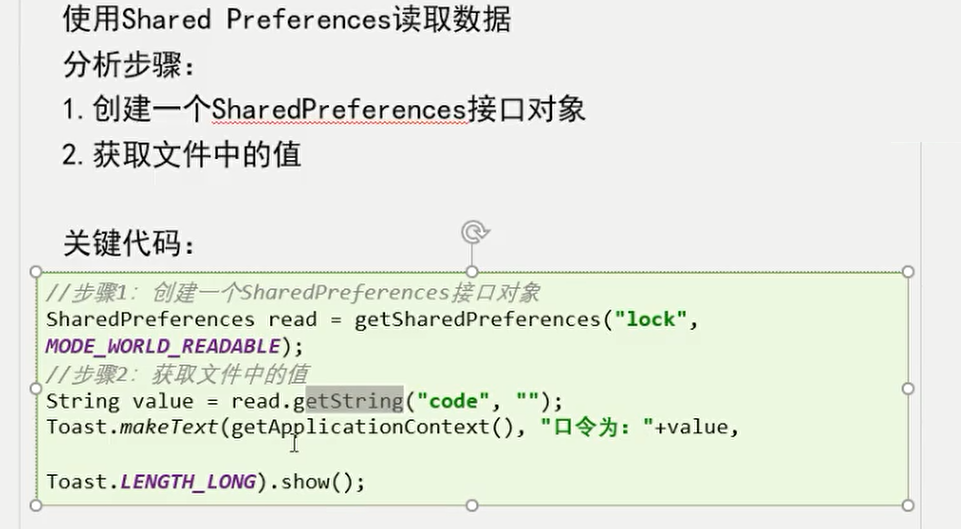 使用Shared Preferences读取数据
分析步骤：
1.创建一个SharedPreferences接口对象
2.获取文件中的值
关键代码：
//步骤1：创建一个SharedPreferences接口对象
SharedPreferences read = getSharedPreferences("lock",
MODE_WORLD_READABLE);
//步骤2：获取文件中的值
String value = read.getString("code", "");
Toast.makeText(getApplicationContext(), "口令为："+value,
Toast.LENGTH_LONG).show();